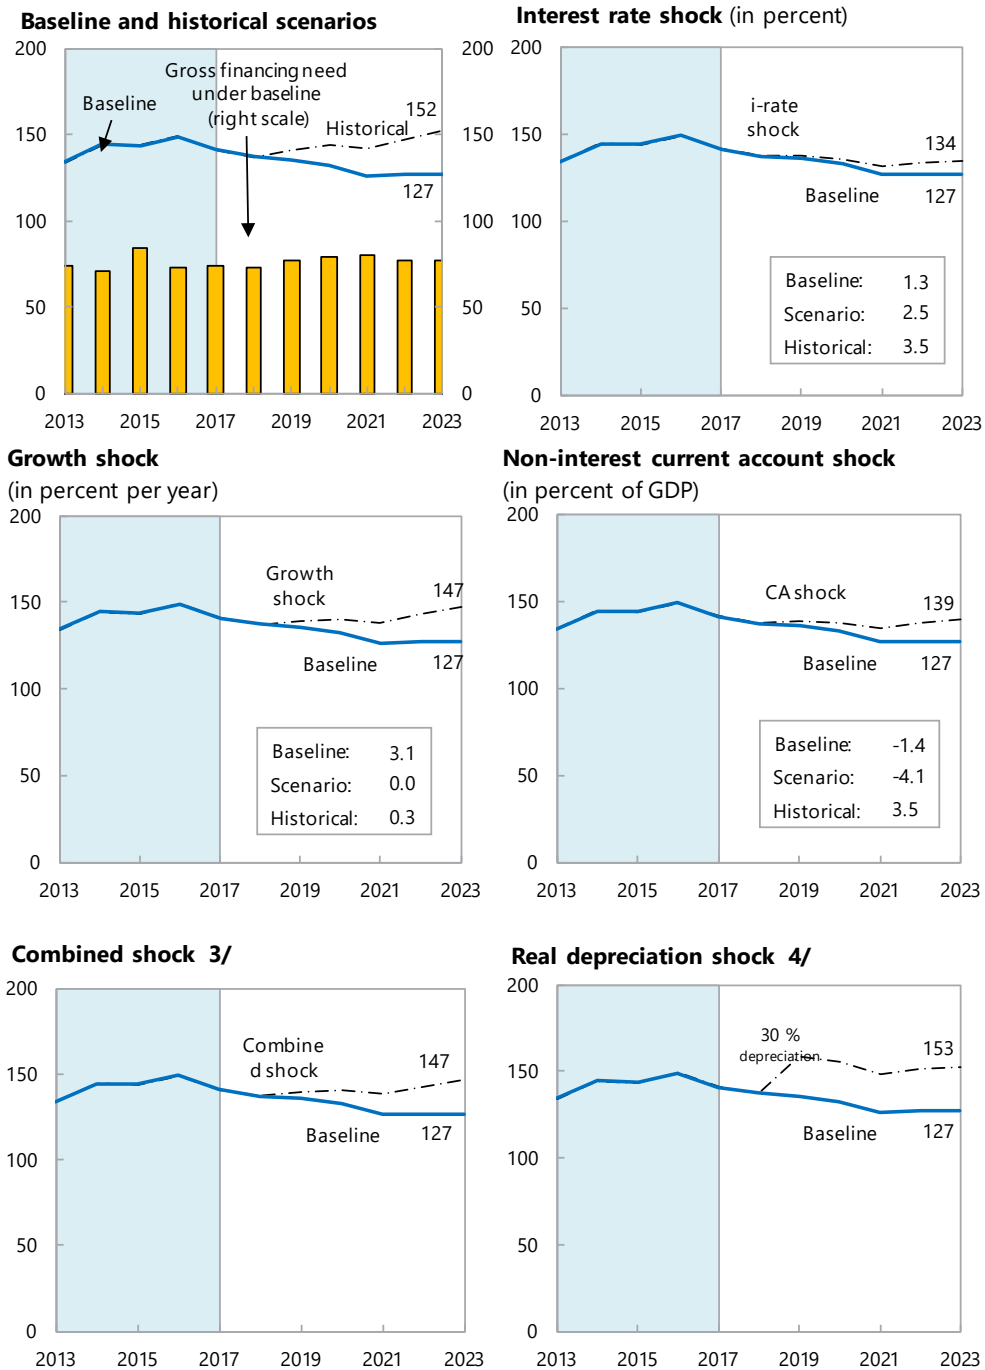 Baseline and historical scenarios
200
150
100
50
0
200
150
100
50
0
Gross financing need
under baseline
(right scale)
Baseline
Historical
152
127
2013 2015 2017 2019 2021 2023
Interest rate shock (in percent)
200
150
100
50
0
i-rate
shock
134
Baseline
127
Baseline: 1.3
Scenario: 2.5
Historical: 3.5
2013 2015 2017 2019 2021 2023
Growth shock
(in percent per year)
200
150
100
50
0
Growth
shock
147
Baseline
127
Baseline: 3.1
Scenario: 0.0
Historical: 0.3
2013 2015 2017 2019 2021 2023
Non-interest current account shock
(in percent of GDP)
200
150
100
50
0
CA shock
139
Baseline
127
Baseline: -1.4
Scenario: -4.1
Historical: 3.5
2013 2015 2017 2019 2021 2023
Combined shock 3/
200
150
100
50
0
Combine
d shock
147
Baseline
127
2013 2015 2017 2019 2021 2023
Real depreciation shock 4/
200
150
100
50
0
30 %
depreciation
153
Baseline
127
2013 2015 2017 2019 2021 2023